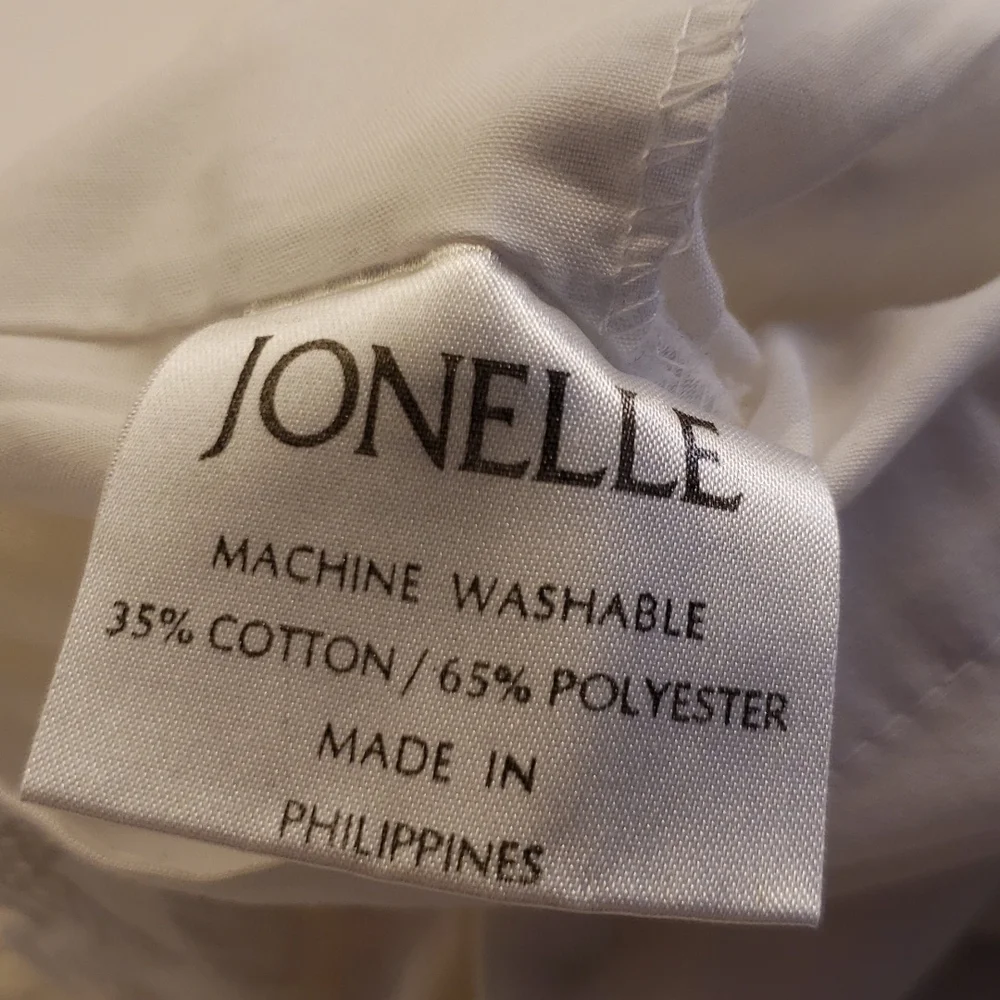 JONELLE
MACHINE WASHABLE
35% COTTON/65% POLYESTER
MADE IN
PHILIPPINES